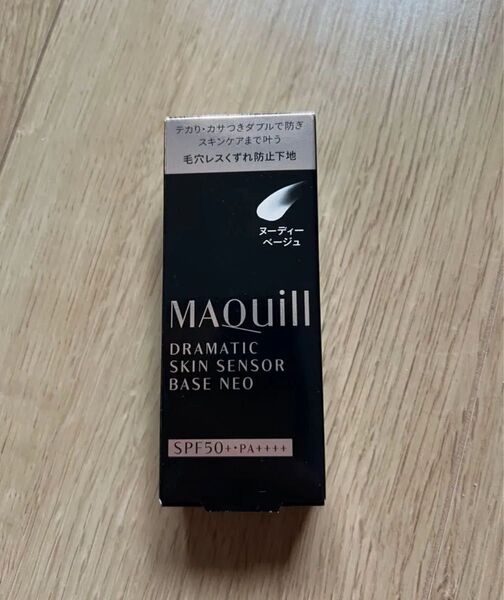 テカリ・カサつきダブルで防ぎ
スキンケアまで叶う
毛穴レスくずれ防止下地
ヌーディー
ベージュ
MAQuill
DRAMATIC
SKIN SENSOR
BASE NEO
SPF50+・PA++++